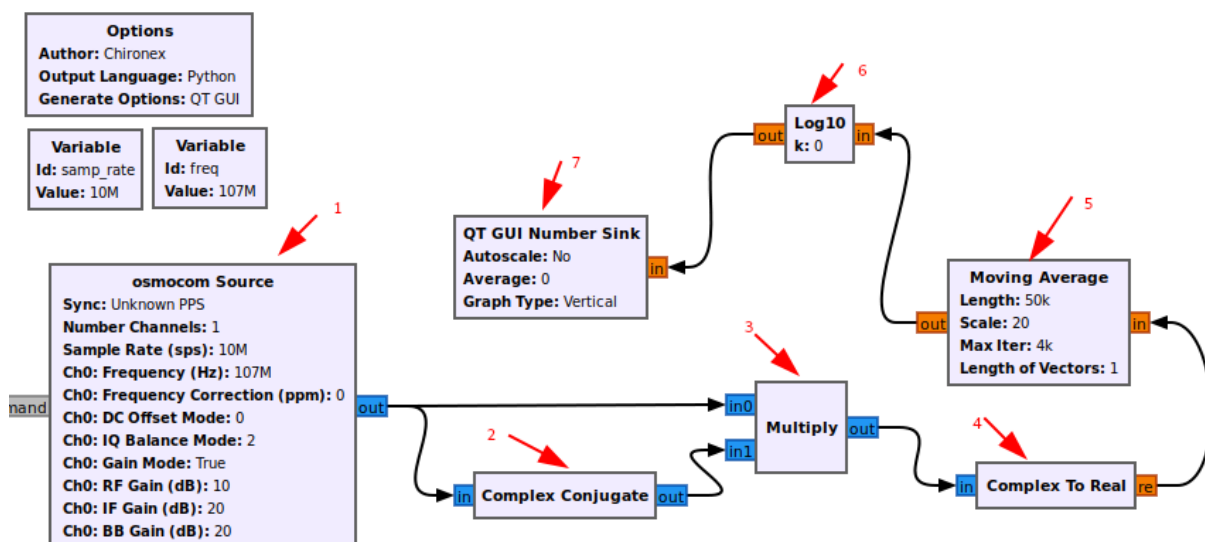 Options
Author: Chironex
Output Language: Python
Generate Options: QT GUI
Variable
Id: samp_rate
Value: 10M
Variable
Id: freq
Value: 107M
1
osmocom Source
Sync: Unknown PPS
Number Channels: 1
Sample Rate (sps): 10M
Ch0: Frequency (Hz): 107M
Ch0: Frequency Correction (ppm): 0
Ch0: DC Offset Mode: 0
Ch0: IQ Balance Mode: 2
Ch0: Gain Mode: True
Ch0: RF Gain (dB): 10
Ch0: IF Gain (dB): 20
Ch0: BB Gain (dB): 20
mand
out
2
in
Complex Conjugate
out
3
in0
in1
Multiply
out
4
in
Complex To Real
re
5
Moving Average
Length: 50k
Scale: 20
Max Iter: 4k
Length of Vectors: 1
out
in
6
Log10
k: 0
out
in
7
QT GUI Number Sink
Autoscale: No
Average: 0
Graph Type: Vertical
in